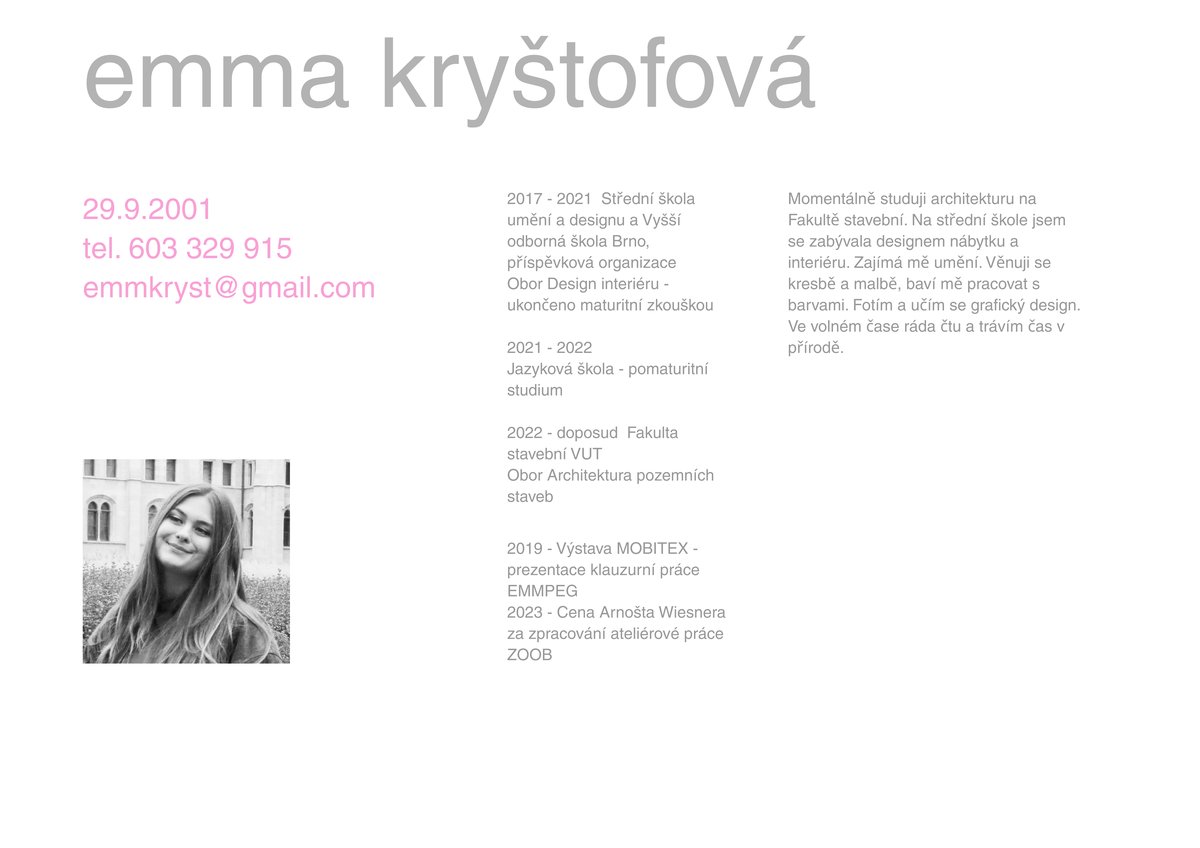 emma kryštofová
29.9.2001
tel. 603 329 915
emmkryst@gmail.com
2017 - 2021  Střední škola
umění a designu a Vyšší
odborná škola Brno,
příspěvková organizace
Obor Design interiéru -
ukončeno maturitní zkouškou
2021 - 2022
Jazyková škola - pomaturitní
studium
2022 - doposud  Fakulta
stavební VUT
Obor Architektura pozemních
staveb
2019 - Výstava MOBITEX -
prezentace klauzurní práce
EMMPEG
2023 - Cena Arnošta Wiesnera
za zpracování ateliérové práce
ZOOB
Momentálně studuji architekturu na
Fakultě stavební. Na střední škole jsem
se zabývala designem nábytku a
interiéru. Zajímá mě umění. Věnuji se
kresbě a malbě, baví mě pracovat s
barvami. Fotím a učím se grafický design.
Ve volném čase ráda čtu a trávím čas v
přírodě.